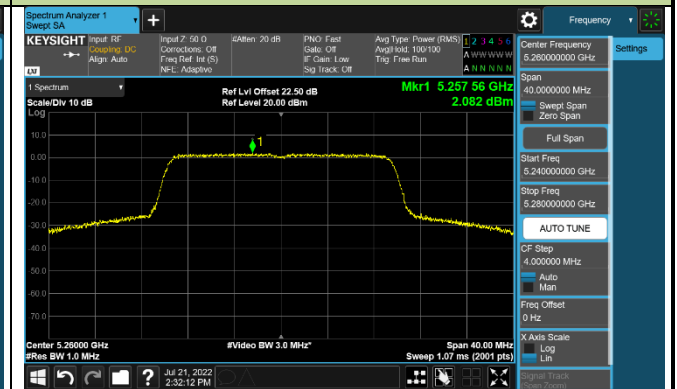 Spectrum Analyzer 1
Swept SA
Frequency
KEYSIGHT
Input: RF
Coupling: DC
Align: Auto
Input Z: 50 Ω
Corrections: Off
Freq Ref: Int (S)
NFE: Adaptive
#Atten: 20 dB
PNO: Fast
Gate: Off
IF Gain: Low
Sig Track: Off
Avg Type: Power (RMS)
Avg|Hold: 100/100
Trig: Free Run
1 2 3 4 5 6
A W W W W W
A N N N N N
LXI
1 Spectrum
Scale/Div 10 dB
Log
Ref Lvl Offset 22.50 dB
Ref Level 20.00 dBm
Mkr1 5.257 56 GHz
2.082 dBm
1
10.0
0.00
-10.0
-20.0
-30.0
-40.0
-50.0
-60.0
-70.0
Center 5.26000 GHz
#Res BW 1.0 MHz
#Video BW 3.0 MHz*
Span 40.00 MHz
Sweep 1.07 ms (2001 pts)
Jul 21, 2022
2:32:12 PM
Center Frequency
5.260000000 GHz
Settings
Span
40.0000000 MHz
Swept Span
Zero Span
Full Span
Start Freq
5.240000000 GHz
Stop Freq
5.280000000 GHz
AUTO TUNE
CF Step
4.000000 MHz
Auto
Man
Freq Offset
0 Hz
X Axis Scale
Log
Lin
Signal Track
(Span Zoom)